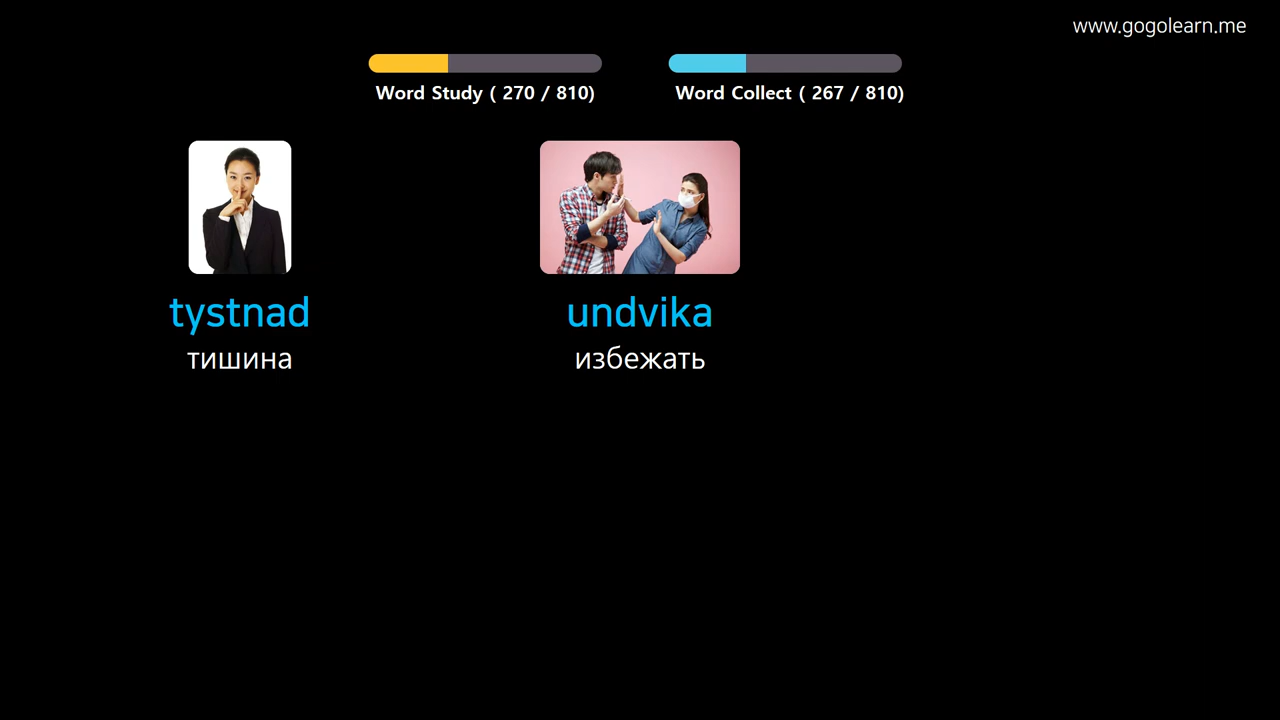 www.gogolearn.me
Word Study ( 270 / 810)
Word Collect ( 267 / 810)
tystnad
тишина
undvika
избежать